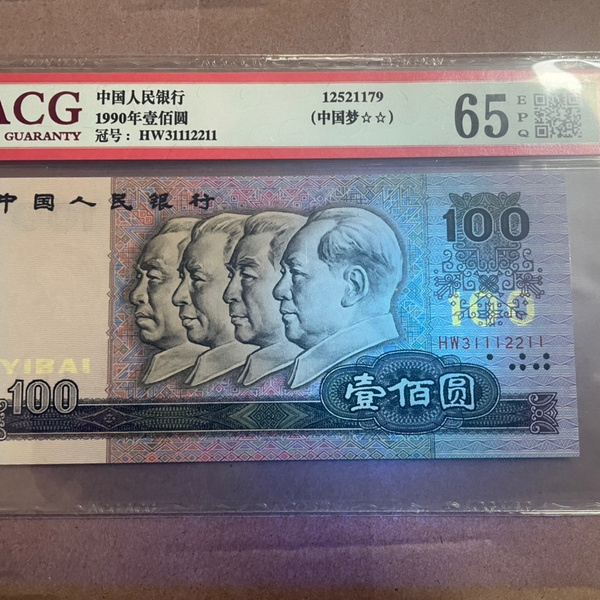 ACG
GUARANTY
中国人民银行
1990年壹佰圆
冠号：HW31112211
12521179
(中国梦☆☆)
65
EPQ
中国人民银行
100
100
HW31112211
YIBAI
100
壹佰圆